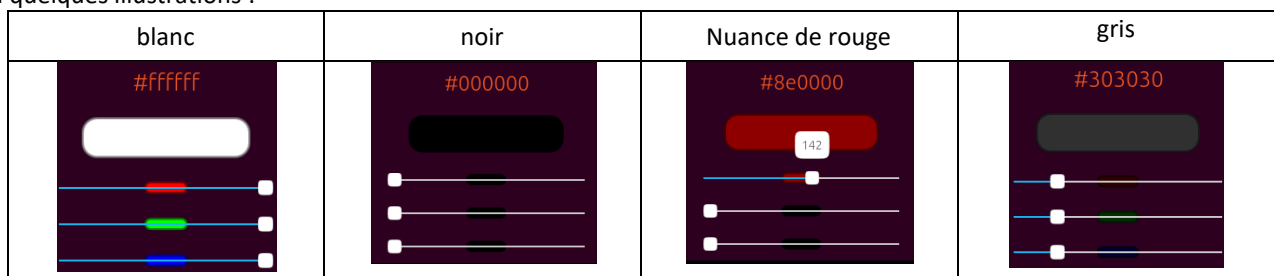 quelques illustrations :
blanc noir Nuance de rouge gris
#ffffff #000000 #8e0000 #303030
142